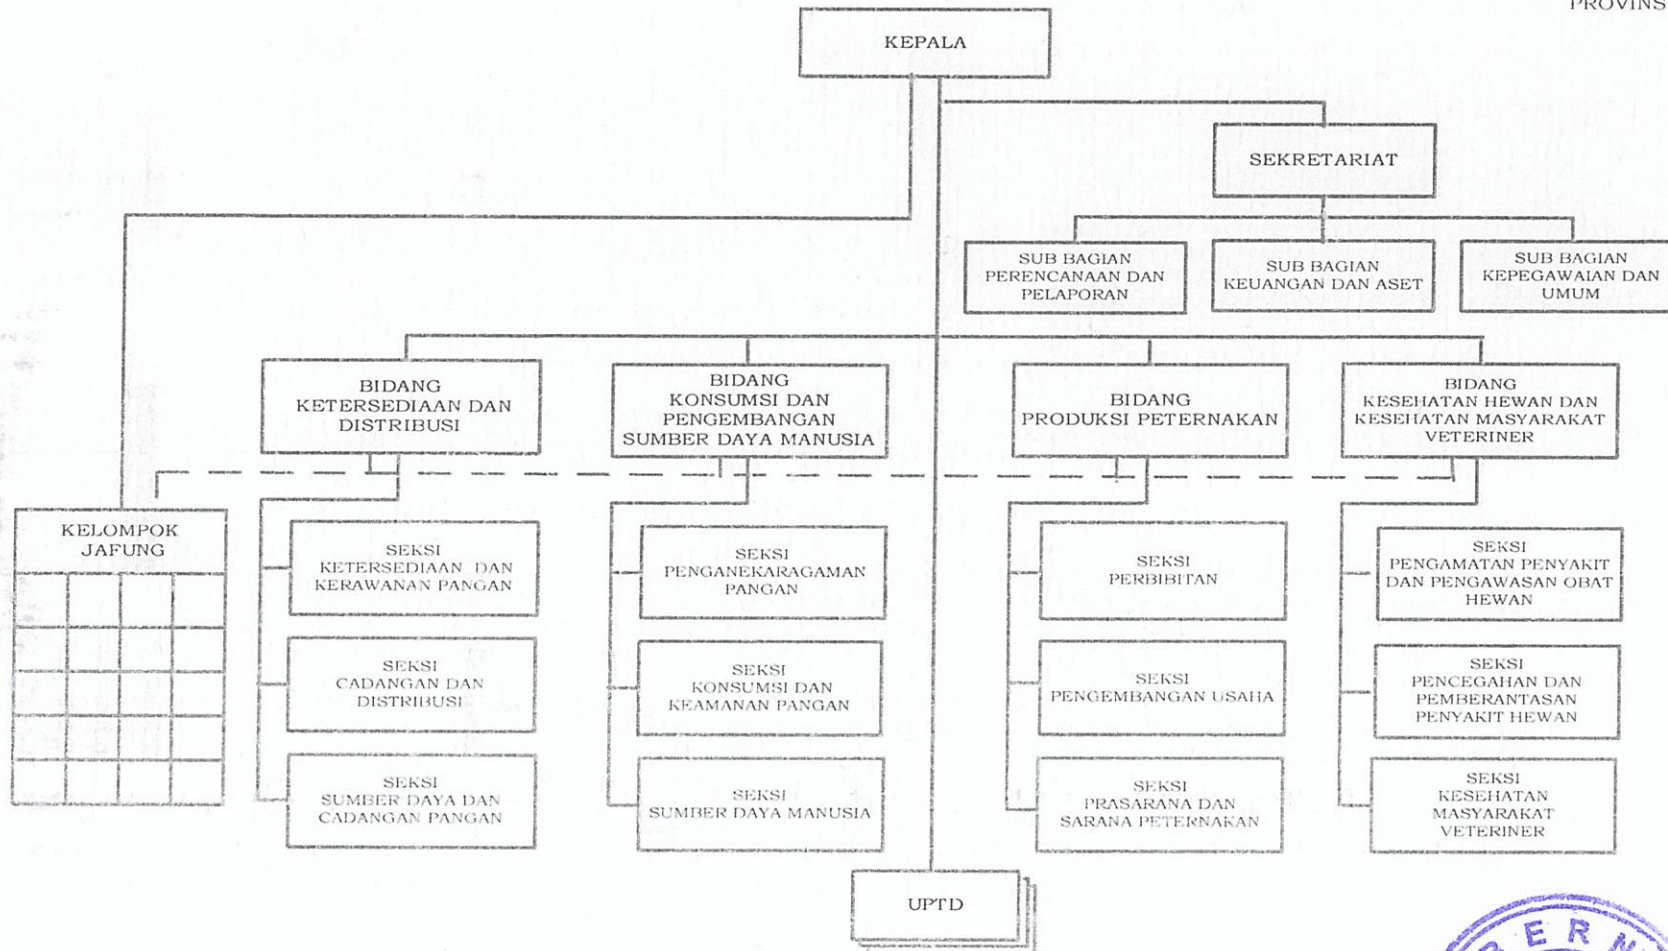 PROVINS
KEPALA
SEKRETARIAT
SUB BAGIAN
PERENCANAAN DAN
PELAPORAN
SUB BAGIAN
KEUANGAN DAN ASET
SUB BAGIAN
KEPEGAWAIAN DAN
UMUM
BIDANG
KETERSEDIAAN DAN
DISTRIBUSI
BIDANG
KONSUMSI DAN
PENGEMBANGAN
SUMBER DAYA MANUSIA
BIDANG
PRODUKSI PETERNAKAN
BIDANG
KESEHATAN HEWAN DAN
KESEHATAN MASYARAKAT
VETERINER
KELOMPOK
JAFUNG
SEKSI
KETERSEDIAAN DAN
KERAWANAN PANGAN
SEKSI
PENGANEKARAGAMAN
PANGAN
SEKSI
PERBIBITAN
SEKSI
PENGAMATAN PENYAKIT
DAN PENGAWASAN OBAT
HEWAN
SEKSI
CADANGAN DAN
DISTRIBUSI
SEKSI
KONSUMSI DAN
KEAMANAN PANGAN
SEKSI
PENGEMBANGAN USAHA
SEKSI
PENCEGAHAN DAN
PEMBERANTASAN
PENYAKIT HEWAN
SEKSI
SUMBER DAYA DAN
CADANGAN PANGAN
SEKSI
SUMBER DAYA MANUSIA
SEKSI
PRASARANA DAN
SARANA PETERNAKAN
SEKSI
KESEHATAN
MASYARAKAT
VETERINER
UPTD
BERN